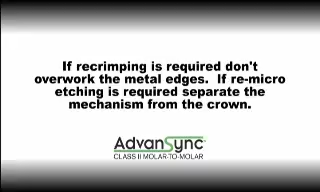 If recrimping is required don't
overwork the metal edges.  If re-micro
etching is required separate the
mechanism from the crown.
AdvanSync
CLASS II MOLAR-TO-MOLAR